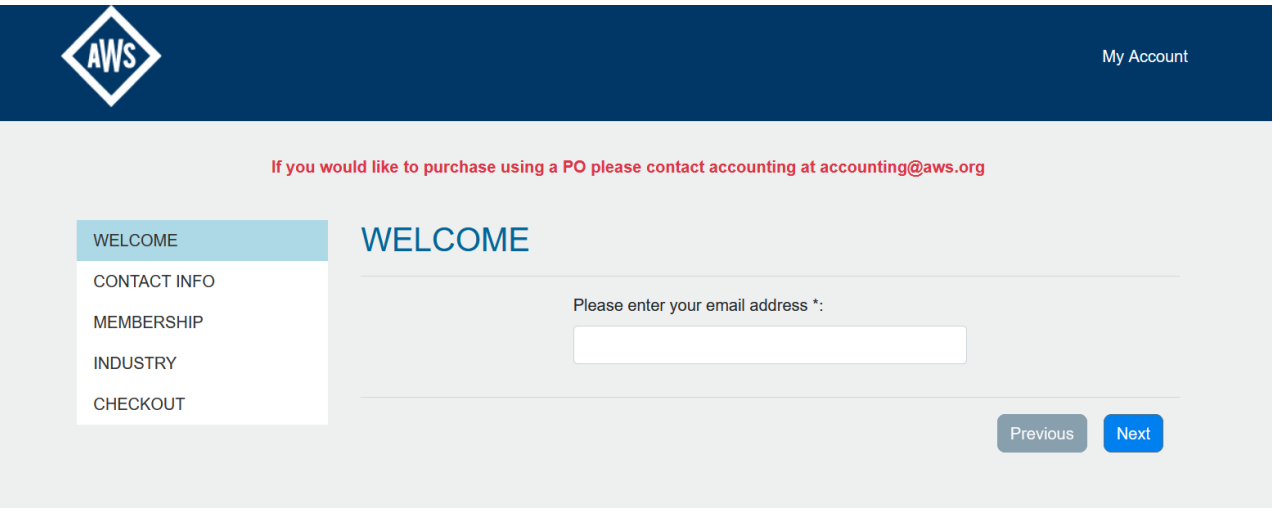 AWS
My Account
If you would like to purchase using a PO please contact accounting at accounting@aws.org
WELCOME
CONTACT INFO
MEMBERSHIP
INDUSTRY
CHECKOUT
WELCOME
Please enter your email address *:
Previous
Next